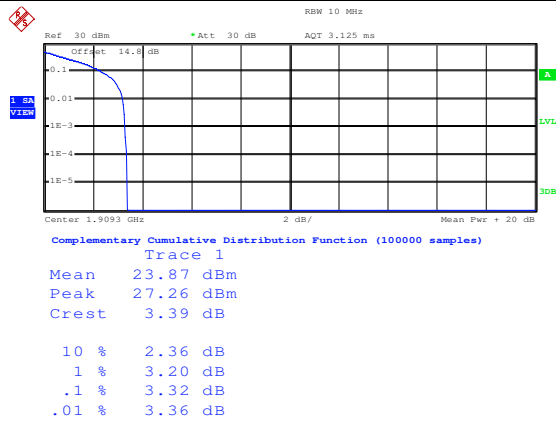 R/S
RBW 10 MHz
Ref 30 dBm *Att 30 dB AQT 3.125 ms
Offset 14.8 dB
0.1
A
1 SA
VIEW
0.01
LVL
1E-3
1E-4
1E-5
3DB
Center 1.9093 GHz 2 dB/ Mean Pwr + 20 dB
Complementary Cumulative Distribution Function (100000 samples)
Trace 1
Mean 23.87 dBm
Peak 27.26 dBm
Crest 3.39 dB
10 % 2.36 dB
1 % 3.20 dB
.1 % 3.32 dB
.01 % 3.36 dB